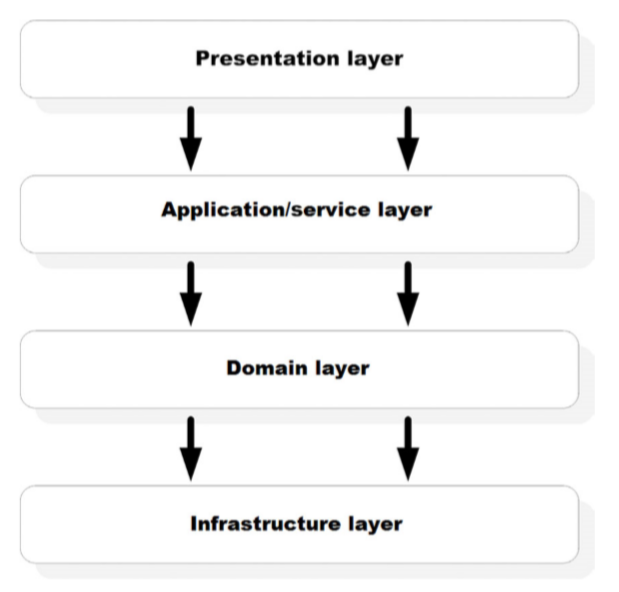 Presentation layer
Application/service layer
Domain layer
Infrastructure layer